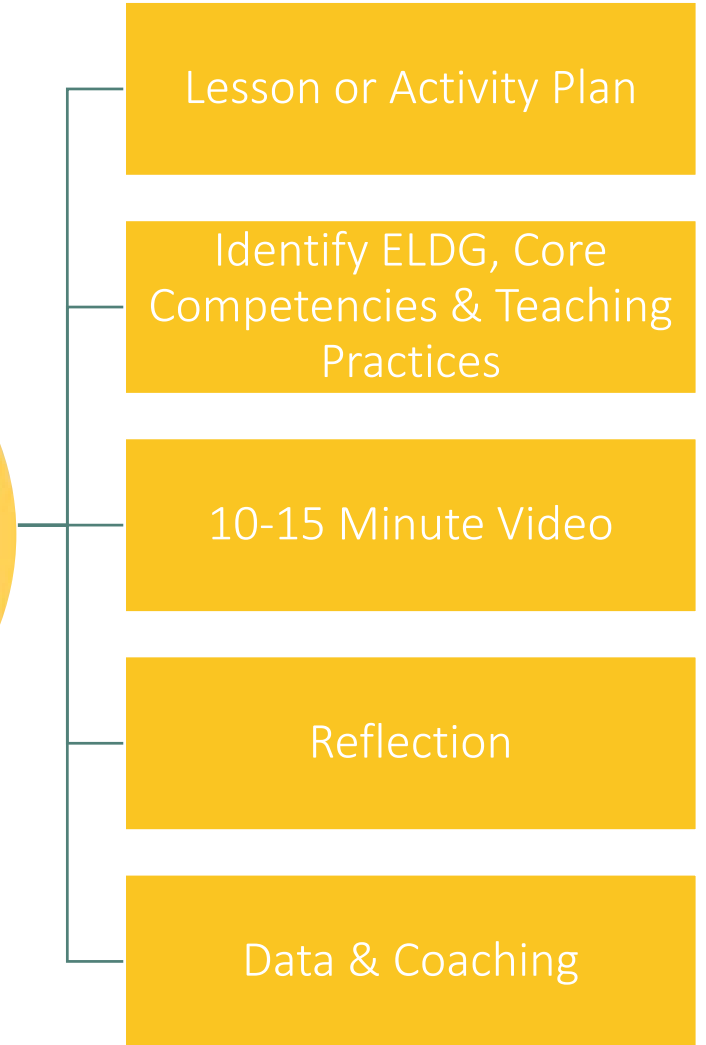 Lesson or Activity Plan
Identify ELDG, Core
Competencies & Teaching
Practices
10-15 Minute Video
Reflection
Data & Coaching